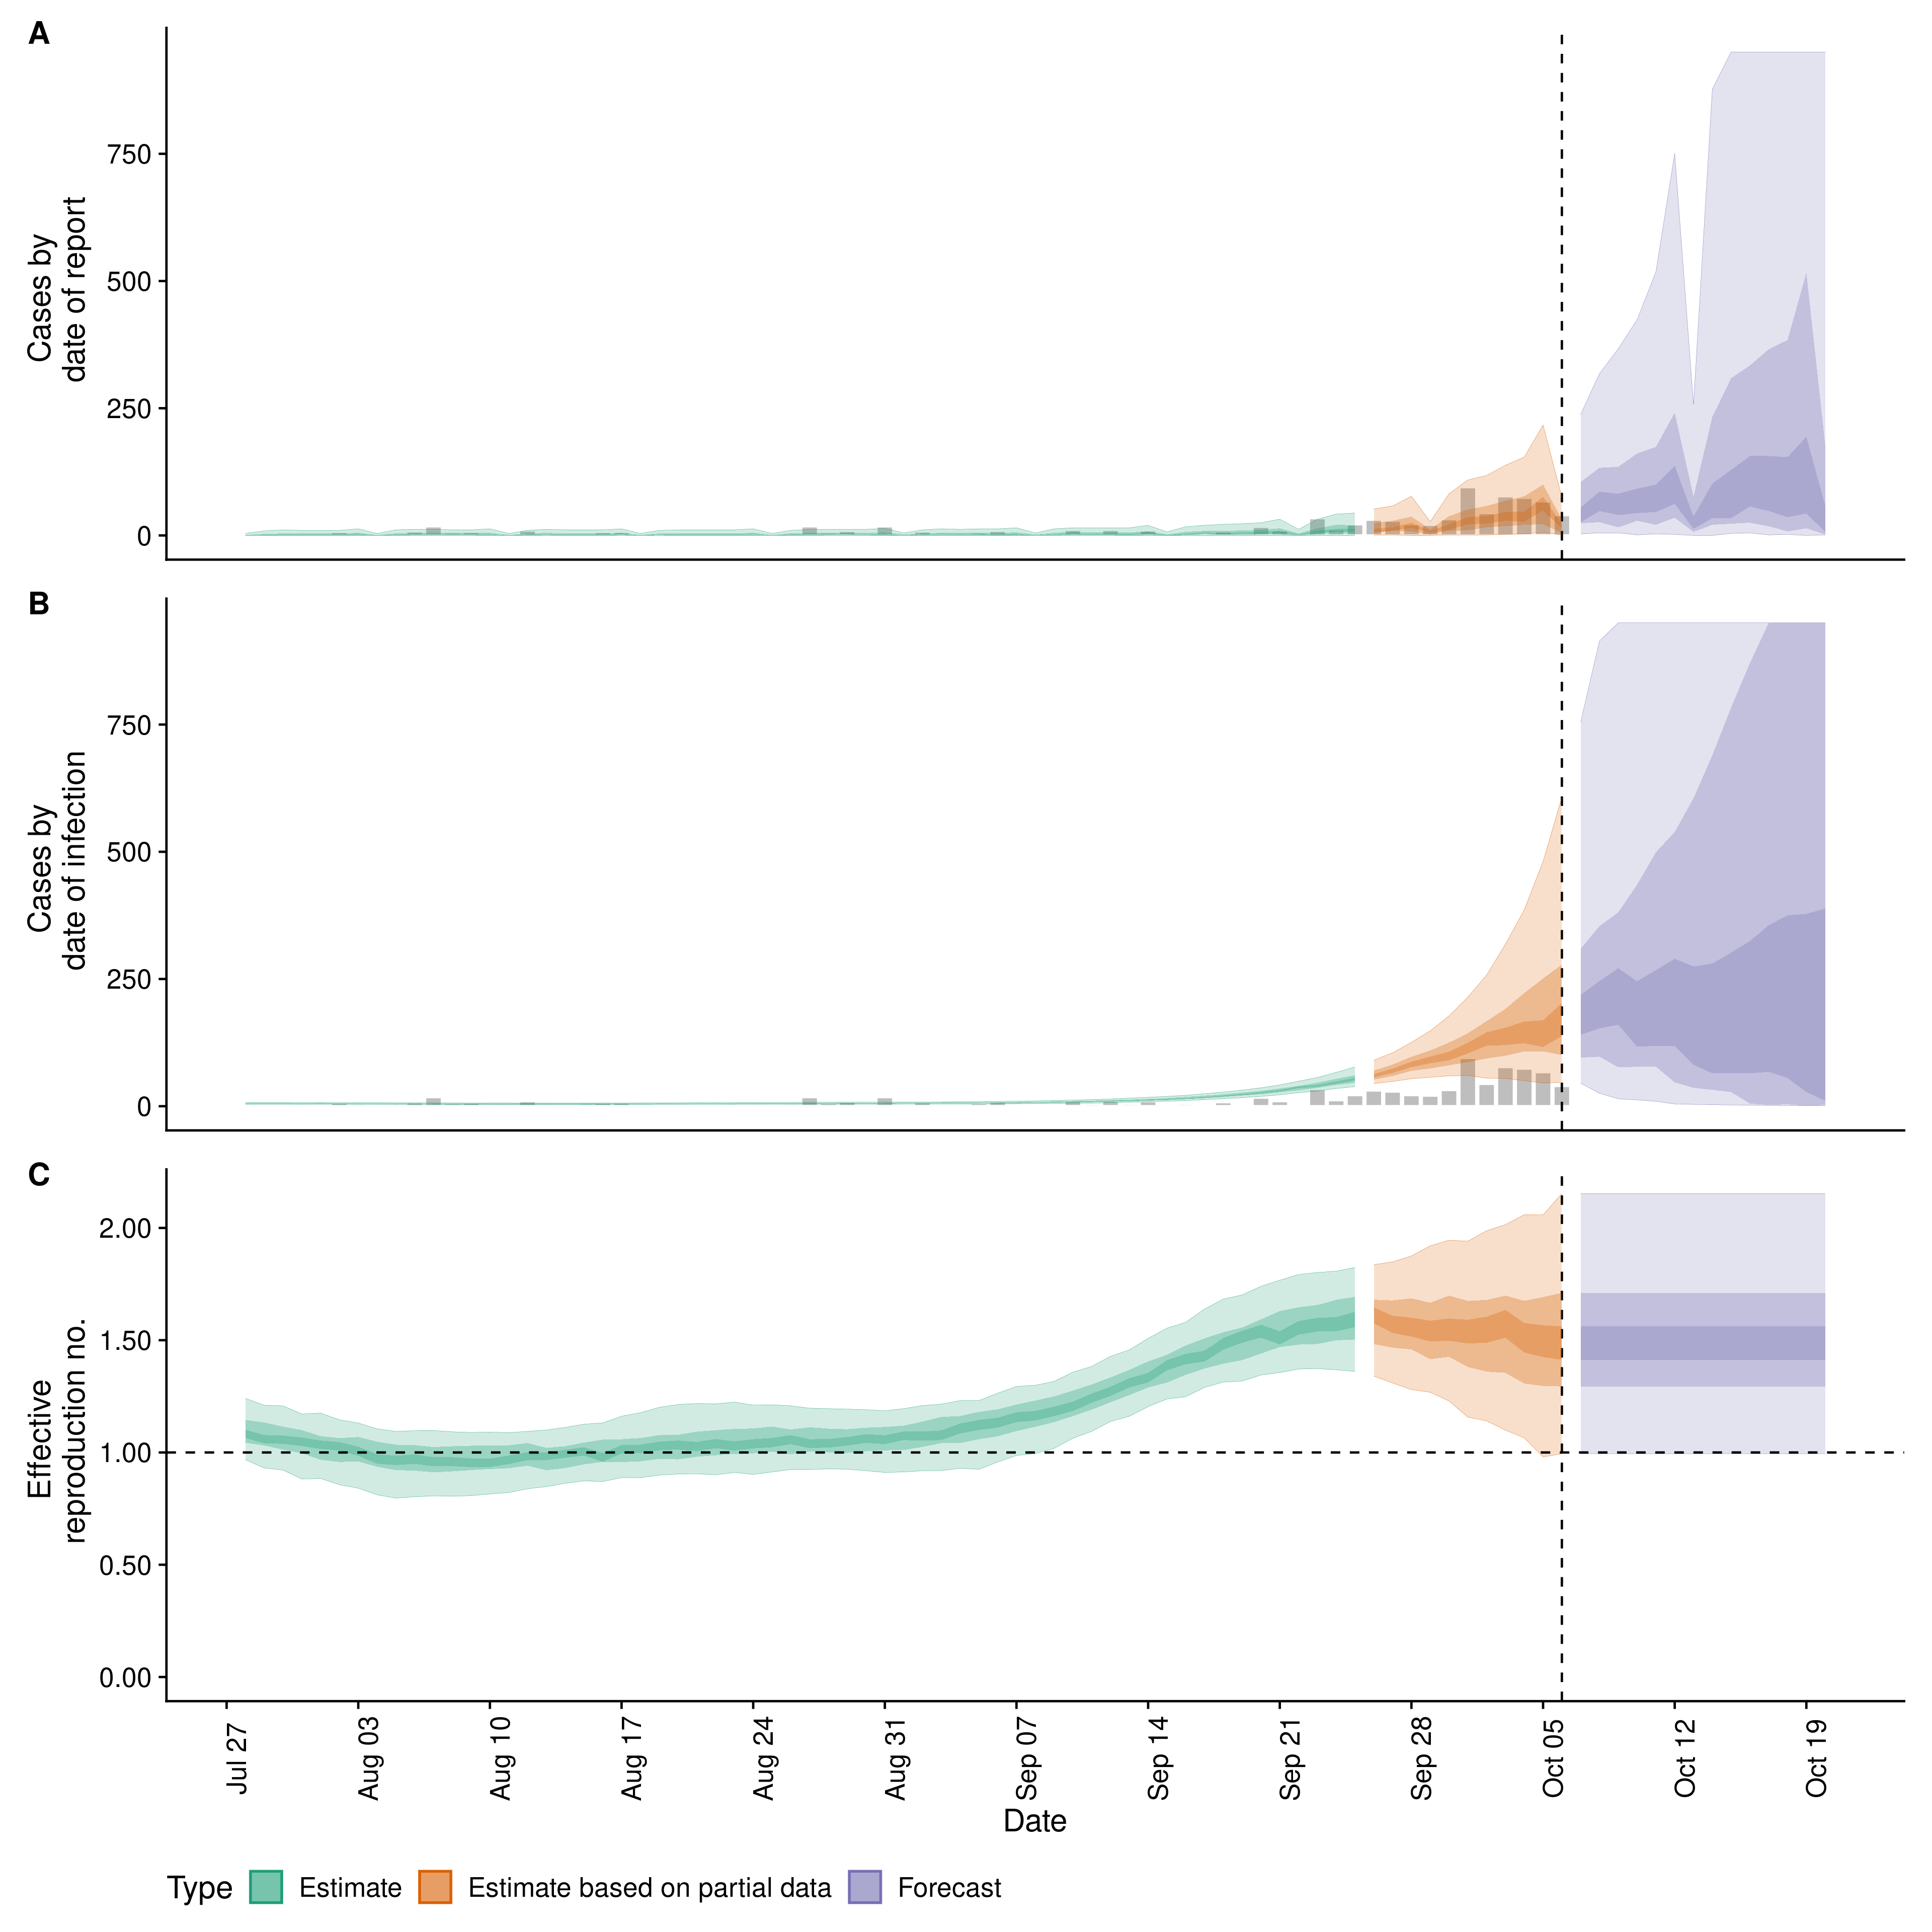 A
Cases by
date of report
750
500
250
0
B
Cases by
date of infection
750
500
250
0
C
Effective
reproduction no.
2.00
1.50
1.00
0.50
0.00
Jul 27
Aug 03
Aug 10
Aug 17
Aug 24
Aug 31
Sep 07
Sep 14
Sep 21
Sep 28
Oct 05
Oct 12
Oct 19
Date
Type Estimate Estimate based on partial data Forecast